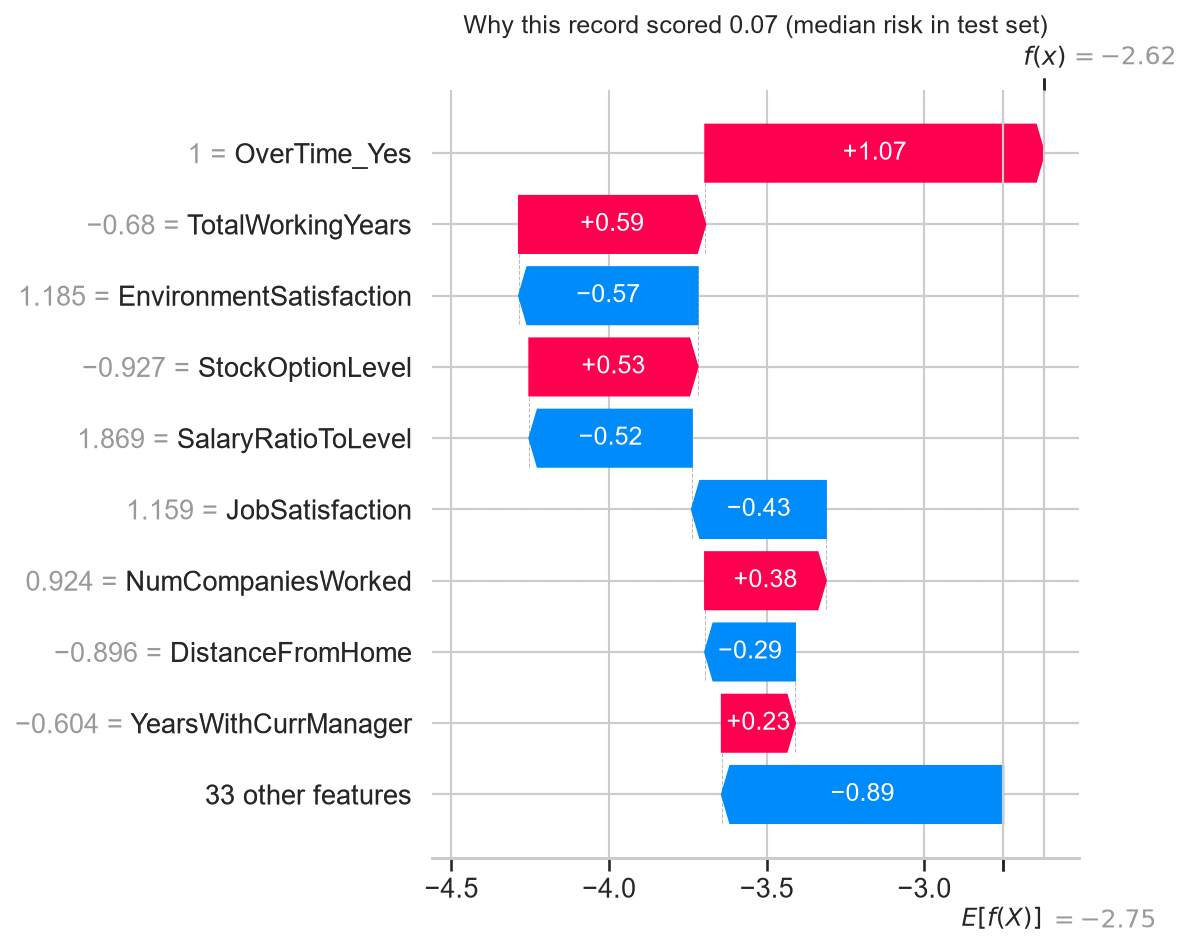 Why this record scored 0.07 (median risk in test set)
f(x) = −2.62
1 = OverTime_Yes +1.07
−0.68 = TotalWorkingYears +0.59
1.185 = EnvironmentSatisfaction −0.57
−0.927 = StockOptionLevel +0.53
1.869 = SalaryRatioToLevel −0.52
1.159 = JobSatisfaction −0.43
0.924 = NumCompaniesWorked +0.38
−0.896 = DistanceFromHome −0.29
−0.604 = YearsWithCurrManager +0.23
33 other features −0.89
−4.5 −4.0 −3.5 −3.0
E[f(X)] = −2.75